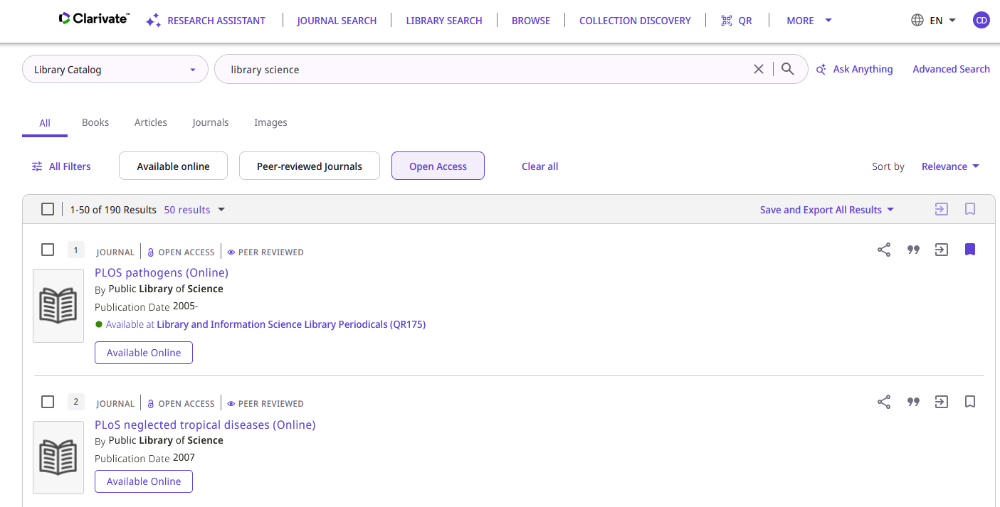 Clarivate™ RESEARCH ASSISTANT JOURNAL SEARCH LIBRARY SEARCH BROWSE COLLECTION DISCOVERY QR MORE EN CD
Library Catalog library science Ask Anything Advanced Search
All Books Articles Journals Images
All Filters Available online Peer-reviewed Journals Open Access Clear all Sort by Relevance
1-50 of 190 Results 50 results Save and Export All Results
1 JOURNAL OPEN ACCESS PEER REVIEWED
PLOS pathogens (Online)
By Public Library of Science
Publication Date 2005-
Available at Library and Information Science Library Periodicals (QR175)
Available Online
2 JOURNAL OPEN ACCESS PEER REVIEWED
PLoS neglected tropical diseases (Online)
By Public Library of Science
Publication Date 2007
Available Online